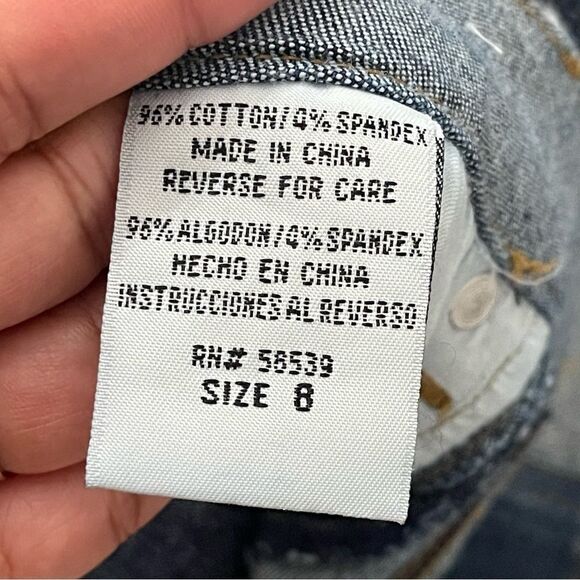 96% COTTON/4% SPANDEX
MADE IN CHINA
REVERSE FOR CARE
96% ALGODON/4% SPANDEX
HECHO EN CHINA
INSTRUCCIONES AL REVERSO
RN# 56539
SIZE 8